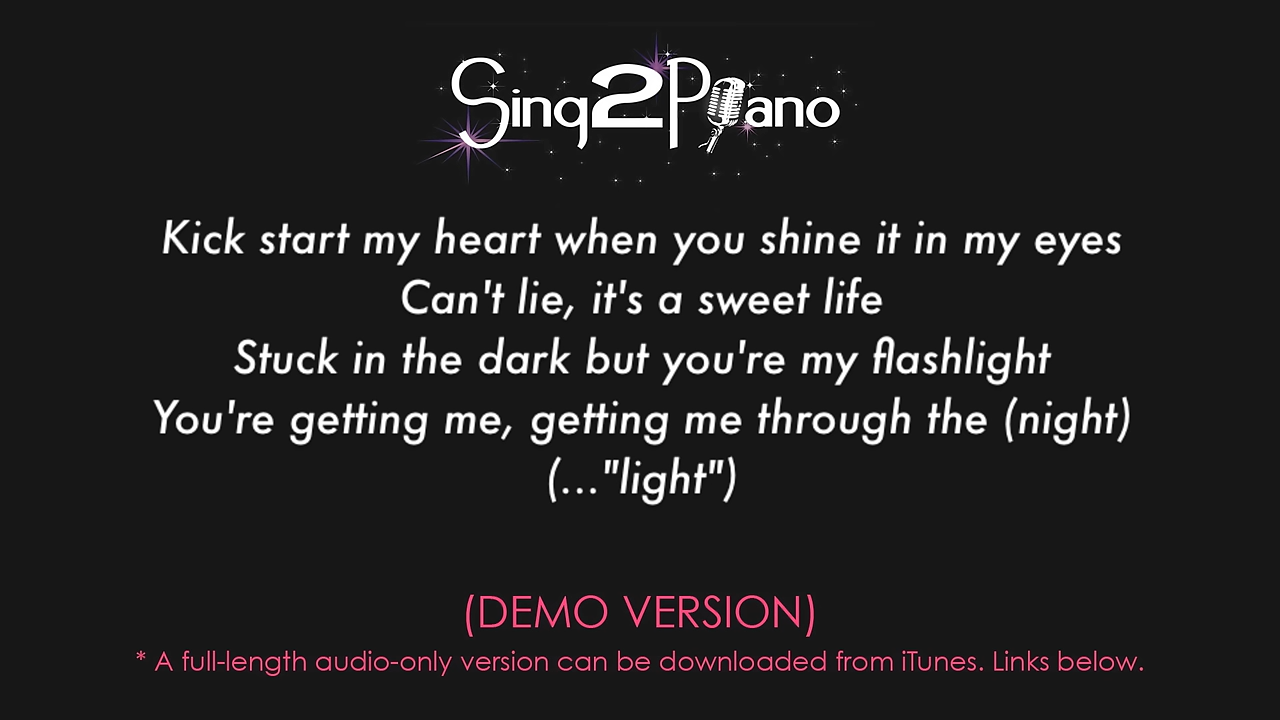 Sing2Piano
Kick start my heart when you shine it in my eyes
Can't lie, it's a sweet life
Stuck in the dark but you're my flashlight
You're getting me, getting me through the (night)
(..."light")
(DEMO VERSION)
* A full-length audio-only version can be downloaded from iTunes. Links below.